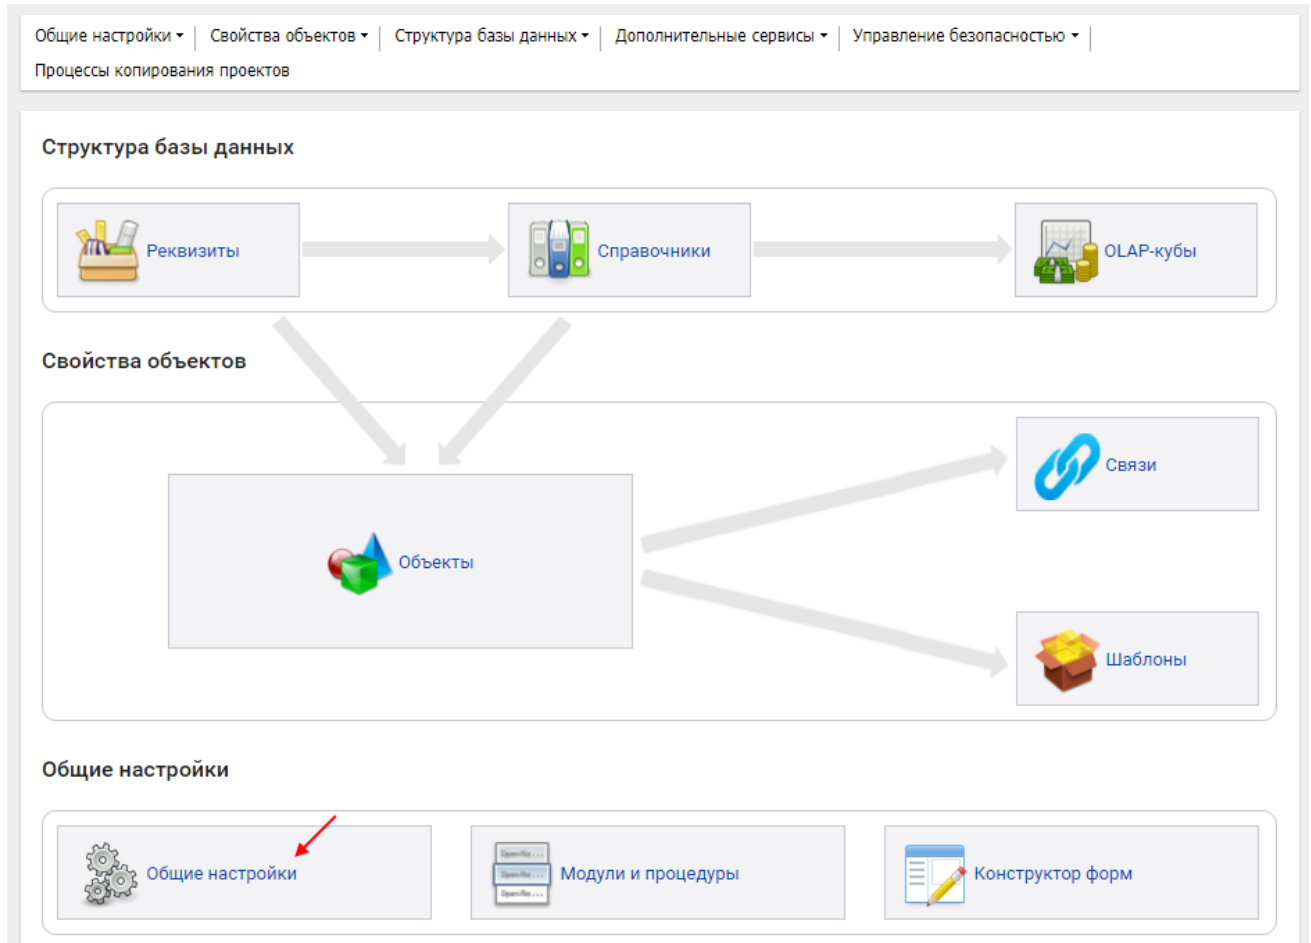 Общие настройки Свойства объектов Структура базы данных Дополнительные сервисы Управление безопасностью
Процессы копирования проектов
Структура базы данных
Реквизиты Справочники OLAP-кубы
Свойства объектов
Связи
Объекты
Шаблоны
Общие настройки
Общие настройки Модули и процедуры Конструктор форм